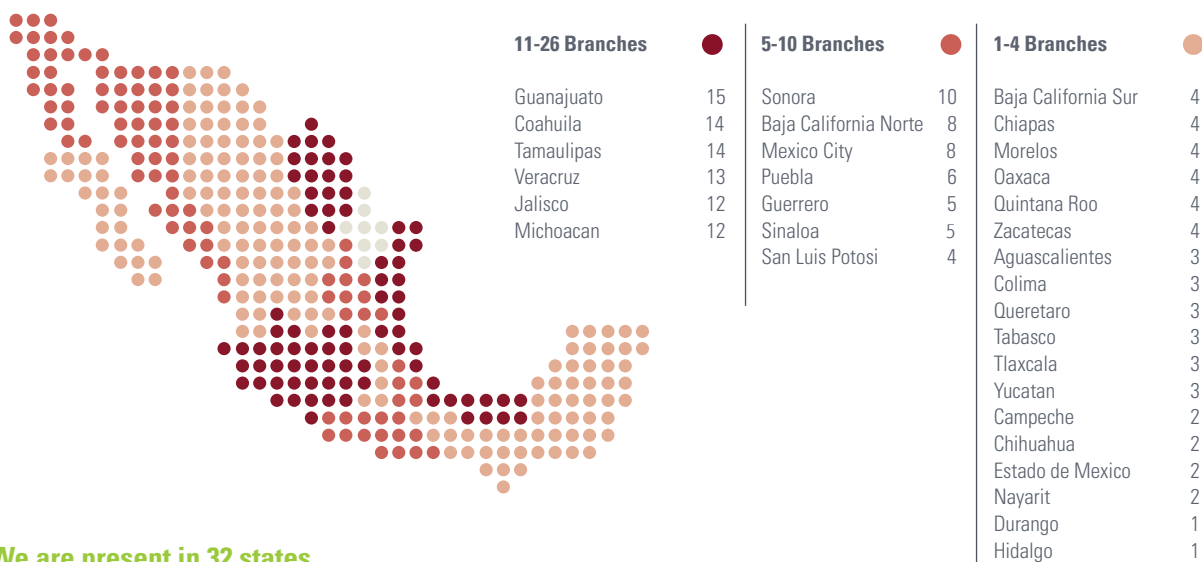 11-26 Branches
Guanajuato 15
Coahuila 14
Tamaulipas 14
Veracruz 13
Jalisco 12
Michoacan 12
5-10 Branches
Sonora 10
Baja California Norte 8
Mexico City 8
Puebla 6
Guerrero 5
Sinaloa 5
San Luis Potosi 4
1-4 Branches
Baja California Sur 4
Chiapas 4
Morelos 4
Oaxaca 4
Quintana Roo 4
Zacatecas 4
Aguascalientes 3
Colima 3
Queretaro 3
Tabasco 3
Tlaxcala 3
Yucatan 3
Campeche 2
Chihuahua 2
Estado de Mexico 2
Nayarit 2
Durango 1
Hidalgo 1
We are present in 32 states